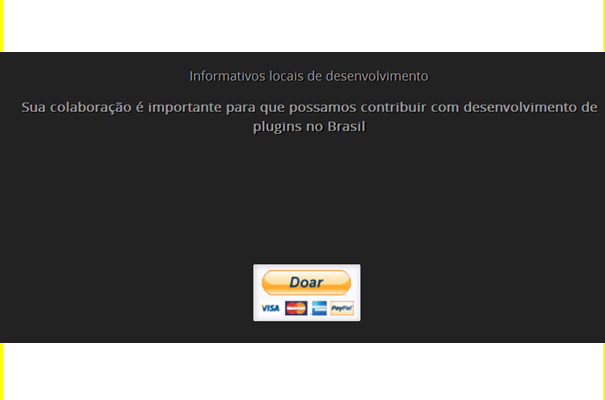 Informativos locais de desenvolvimento
Sua colaboração é importante para que possamos contribuir com desenvolvimento de
plugins no Brasil
Doar
VISA MasterCard PayPal